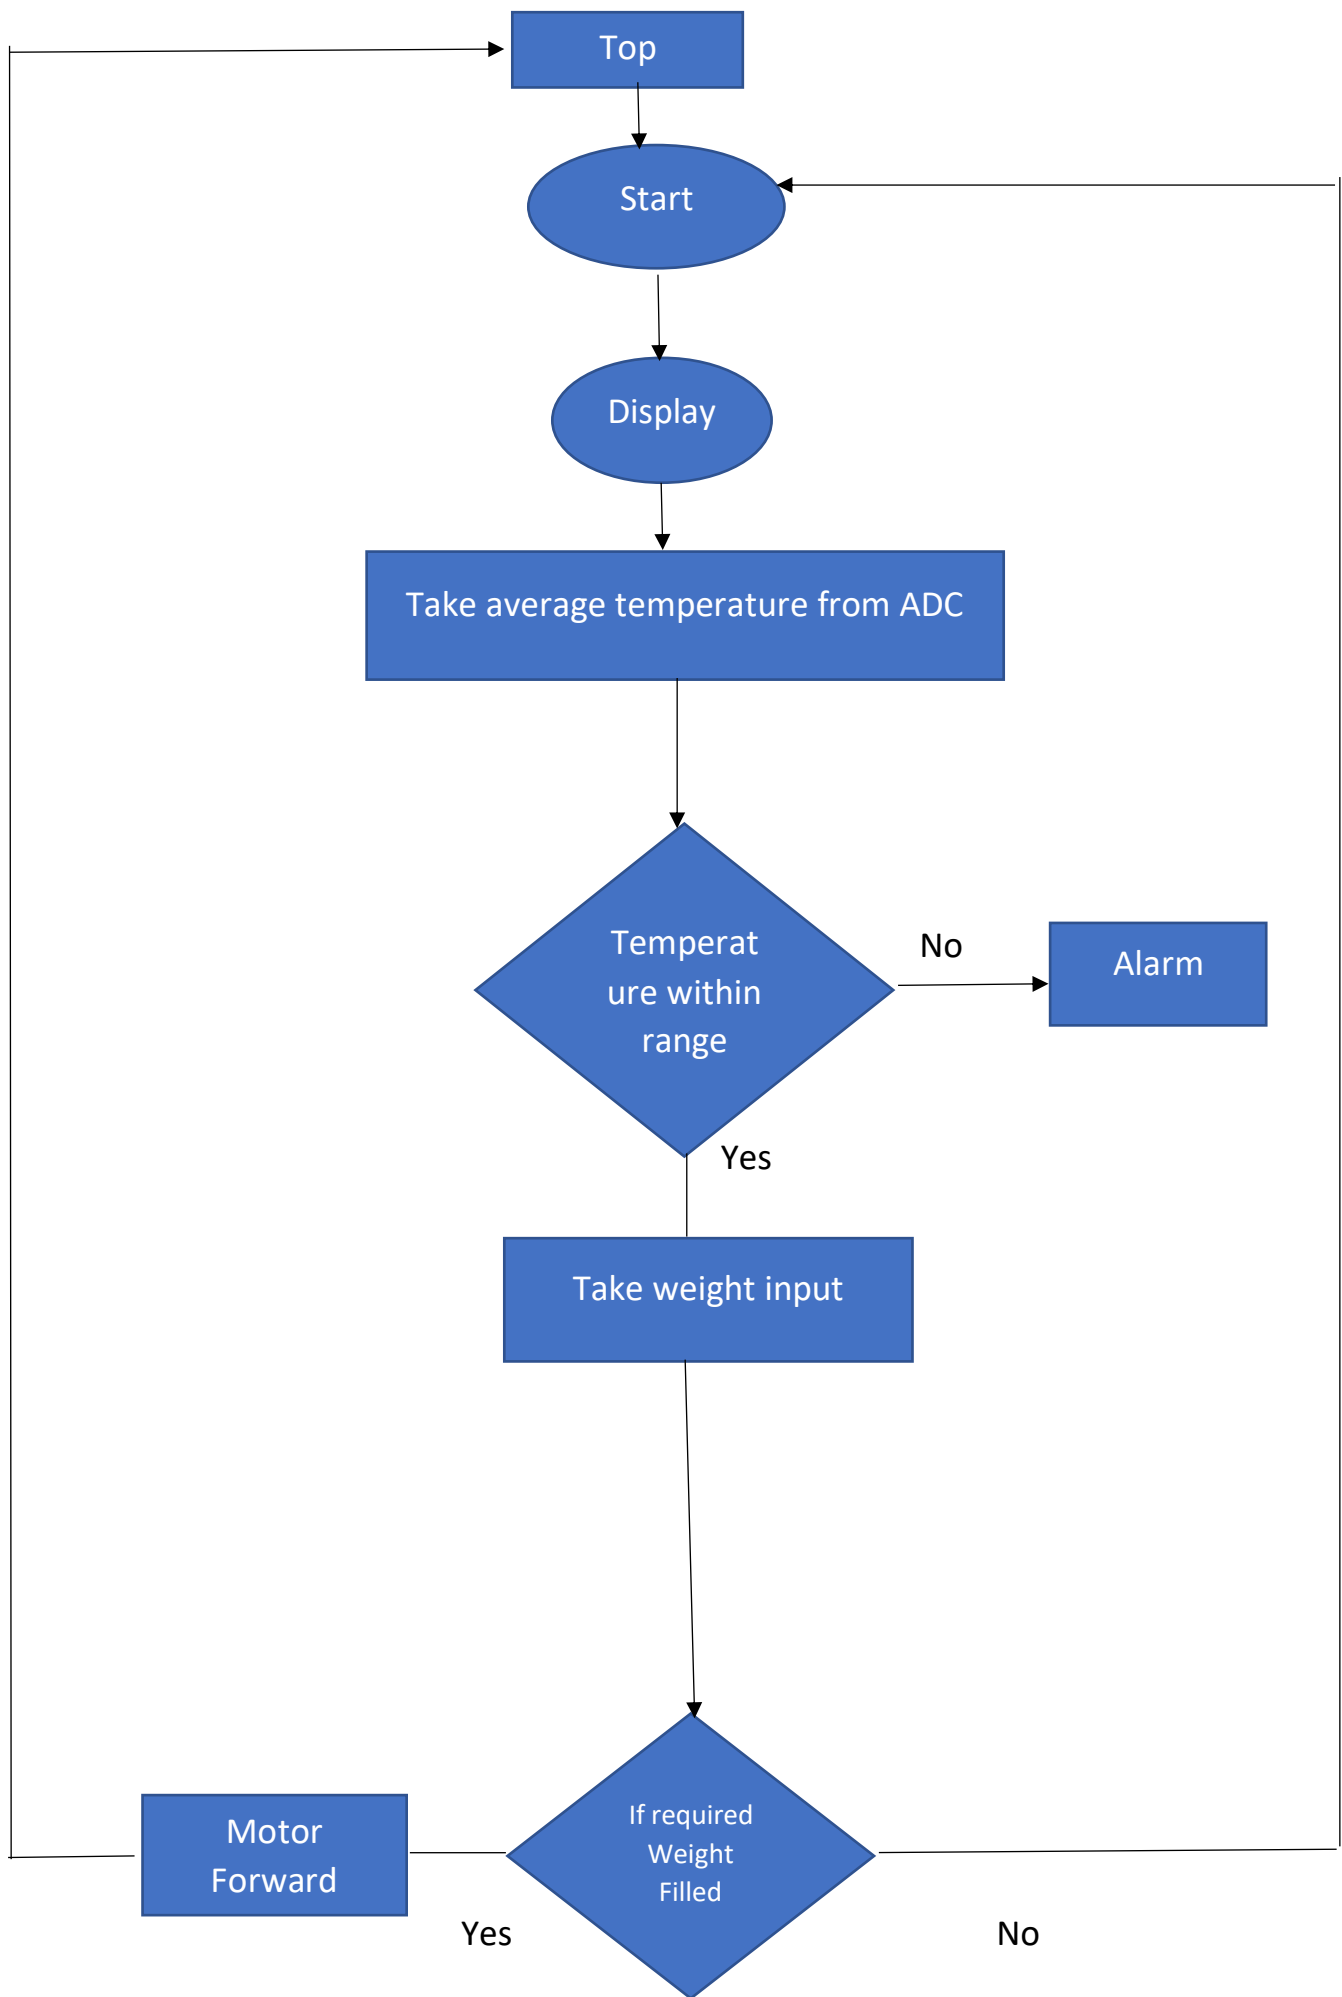 Top
Start
Display
Take average temperature from ADC
Temperat
ure within
range
No
Alarm
Yes
Take weight input
Motor
Forward
If required
Weight
Filled
Yes
No